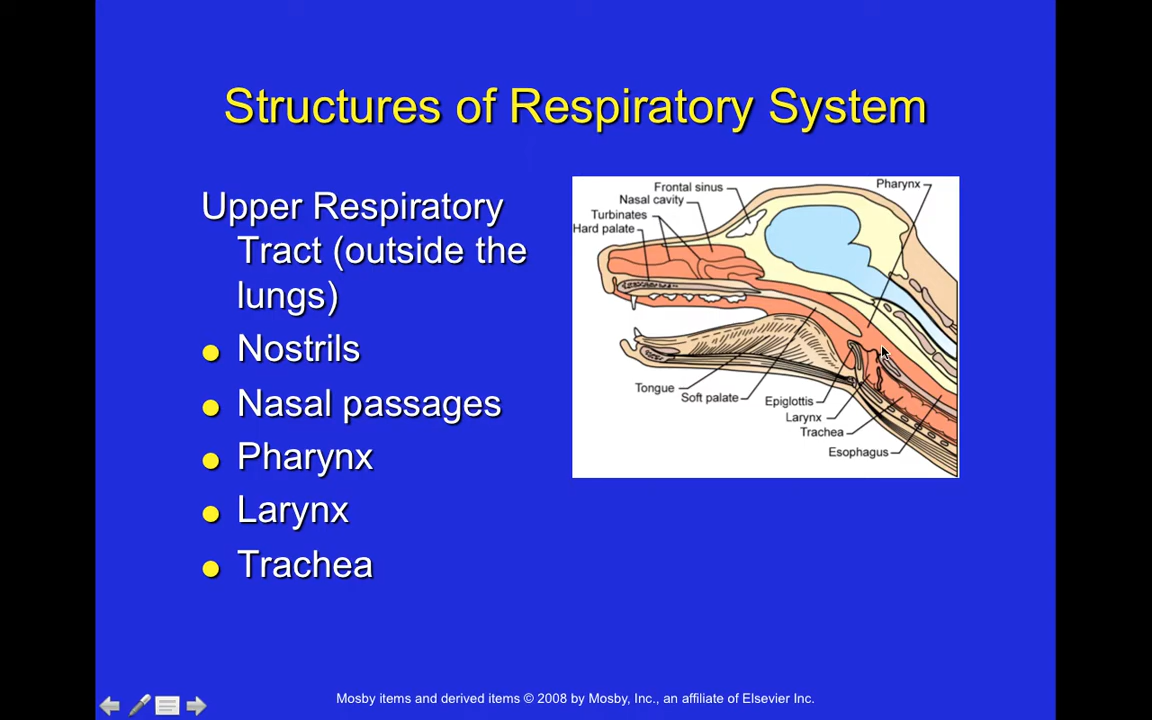 Structures of Respiratory System
Upper Respiratory
Tract (outside the
lungs)
Nostrils
Nasal passages
Pharynx
Larynx
Trachea
Frontal sinus
Nasal cavity
Turbinates
Hard palate
Pharynx
Tongue
Soft palate
Epiglottis
Larynx
Trachea
Esophagus
Mosby items and derived items © 2008 by Mosby, Inc., an affiliate of Elsevier Inc.